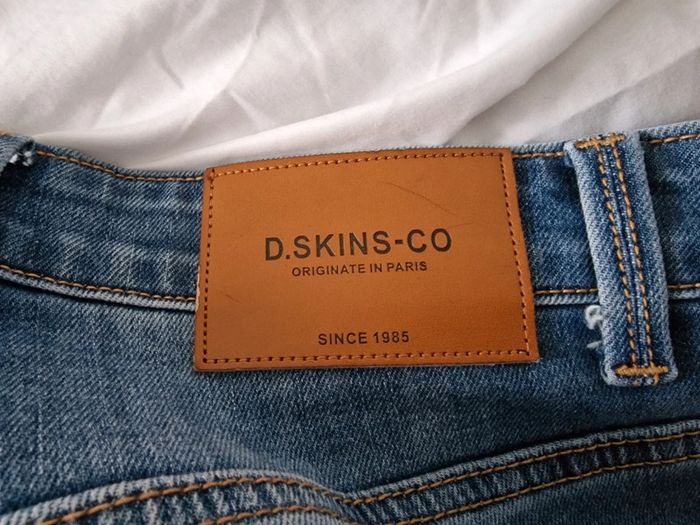 D.SKINS-CO
ORIGINATE IN PARIS
SINCE 1985